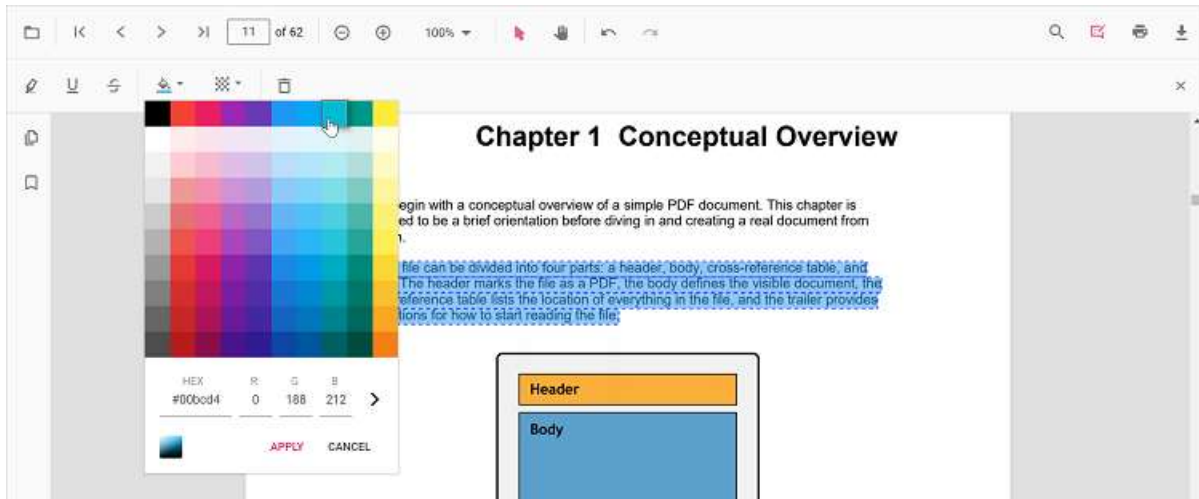 11 of 62
100%
Chapter 1 Conceptual Overview
egin with a conceptual overview of a simple PDF document. This chapter is
ed to be a brief orientation before diving in and creating a real document from
file can be divided into four parts: a header, body, cross-reference table, and
The header marks the file as a PDF, the body defines the visible document, the
reference table lists the location of everything in the file, and the trailer provides
tions for how to start reading the file.
HEX R G B
#00bcd4 0 188 212
APPLY CANCEL
Header
Body